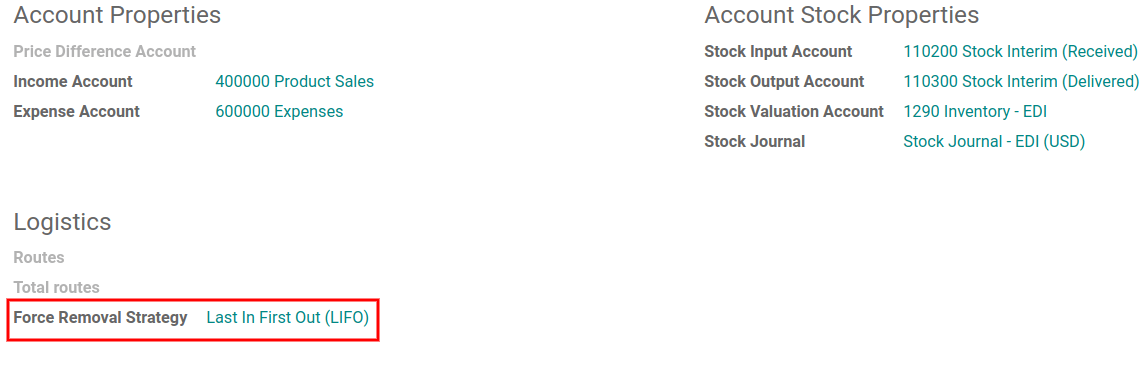 Account Properties
Price Difference Account
Income Account 400000 Product Sales
Expense Account 600000 Expenses
Account Stock Properties
Stock Input Account 110200 Stock Interim (Received)
Stock Output Account 110300 Stock Interim (Delivered)
Stock Valuation Account 1290 Inventory - EDI
Stock Journal Stock Journal - EDI (USD)
Logistics
Routes
Total routes
Force Removal Strategy Last In First Out (LIFO)